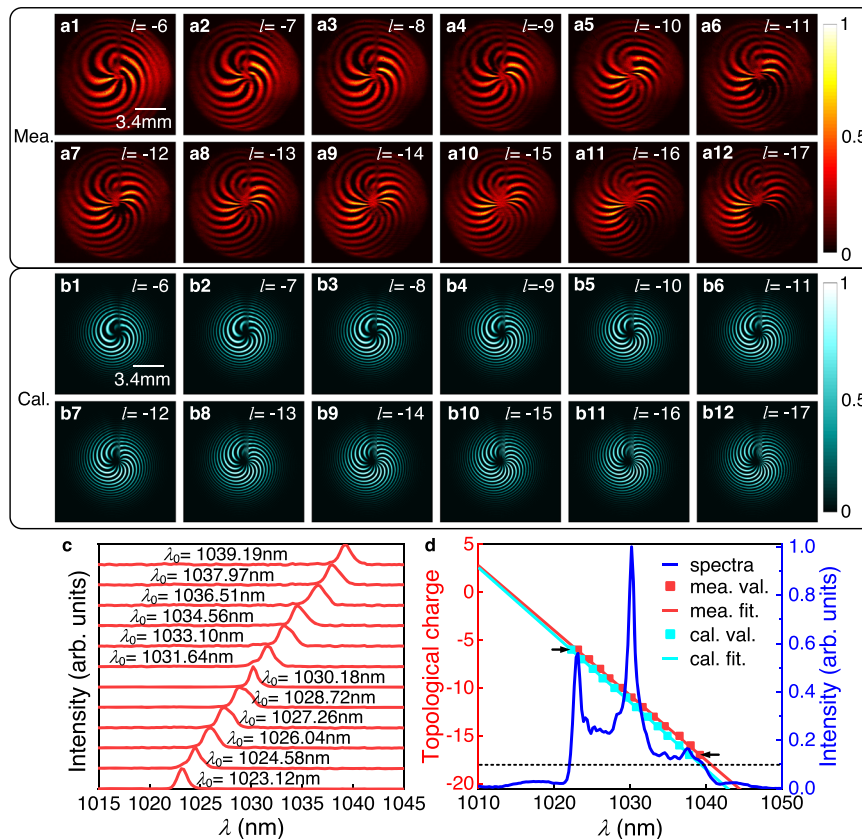 a1 l= -6 a2 l= -7 a3 l= -8 a4 l= -9 a5 l= -10 a6 l= -11 1
3.4mm
0.5
Mea.
a7 l= -12 a8 l= -13 a9 l= -14 a10 l= -15 a11 l= -16 a12 l= -17
0
b1 l= -6 b2 l= -7 b3 l= -8 b4 l= -9 b5 l= -10 b6 l= -11 1
3.4mm
0.5
Cal.
b7 l= -12 b8 l= -13 b9 l= -14 b10 l= -15 b11 l= -16 b12 l= -17
0
c
λ0= 1039.19nm
λ0= 1037.97nm
λ0= 1036.51nm
λ0= 1034.56nm
λ0= 1033.10nm
λ0= 1031.64nm
λ0= 1030.18nm
λ0= 1028.72nm
λ0= 1027.26nm
λ0= 1026.04nm
λ0= 1024.58nm
λ0= 1023.12nm
Intensity (arb. units)
1015 1020 1025 1030 1035 1040 1045
λ (nm)
d
Topological charge
5
0
-5
-10
-15
-20
spectra
mea. val.
mea. fit.
cal. val.
cal. fit.
1.0
0.8
0.6
0.4
0.2
0.0
Intensity (arb. units)
1010 1020 1030 1040 1050
λ (nm)